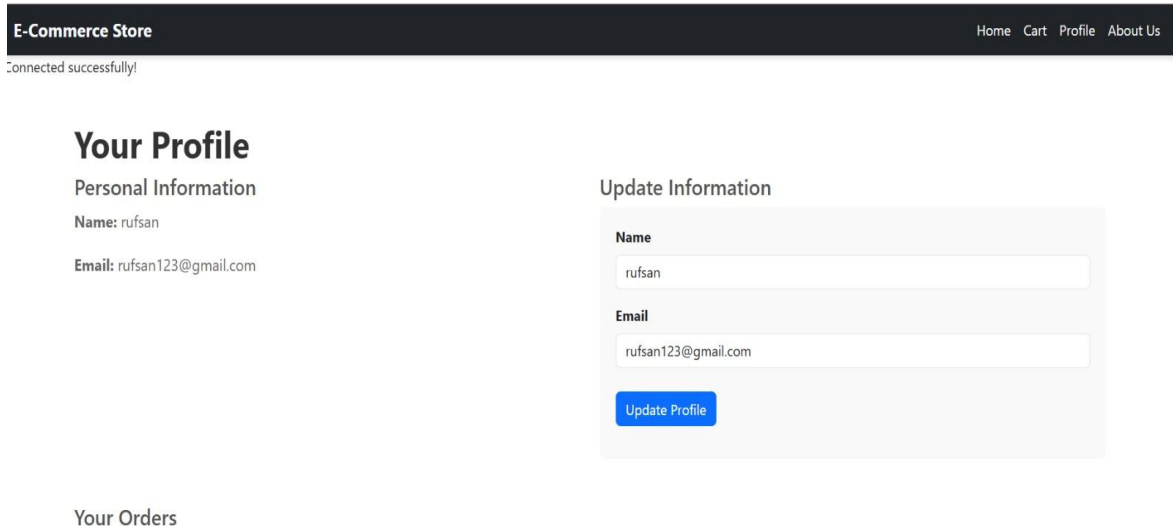 E-Commerce Store
Home Cart Profile About Us
Connected successfully!
Your Profile
Personal Information
Name: rufsan
Email: rufsan123@gmail.com
Update Information
Name
rufsan
Email
rufsan123@gmail.com
Update Profile
Your Orders